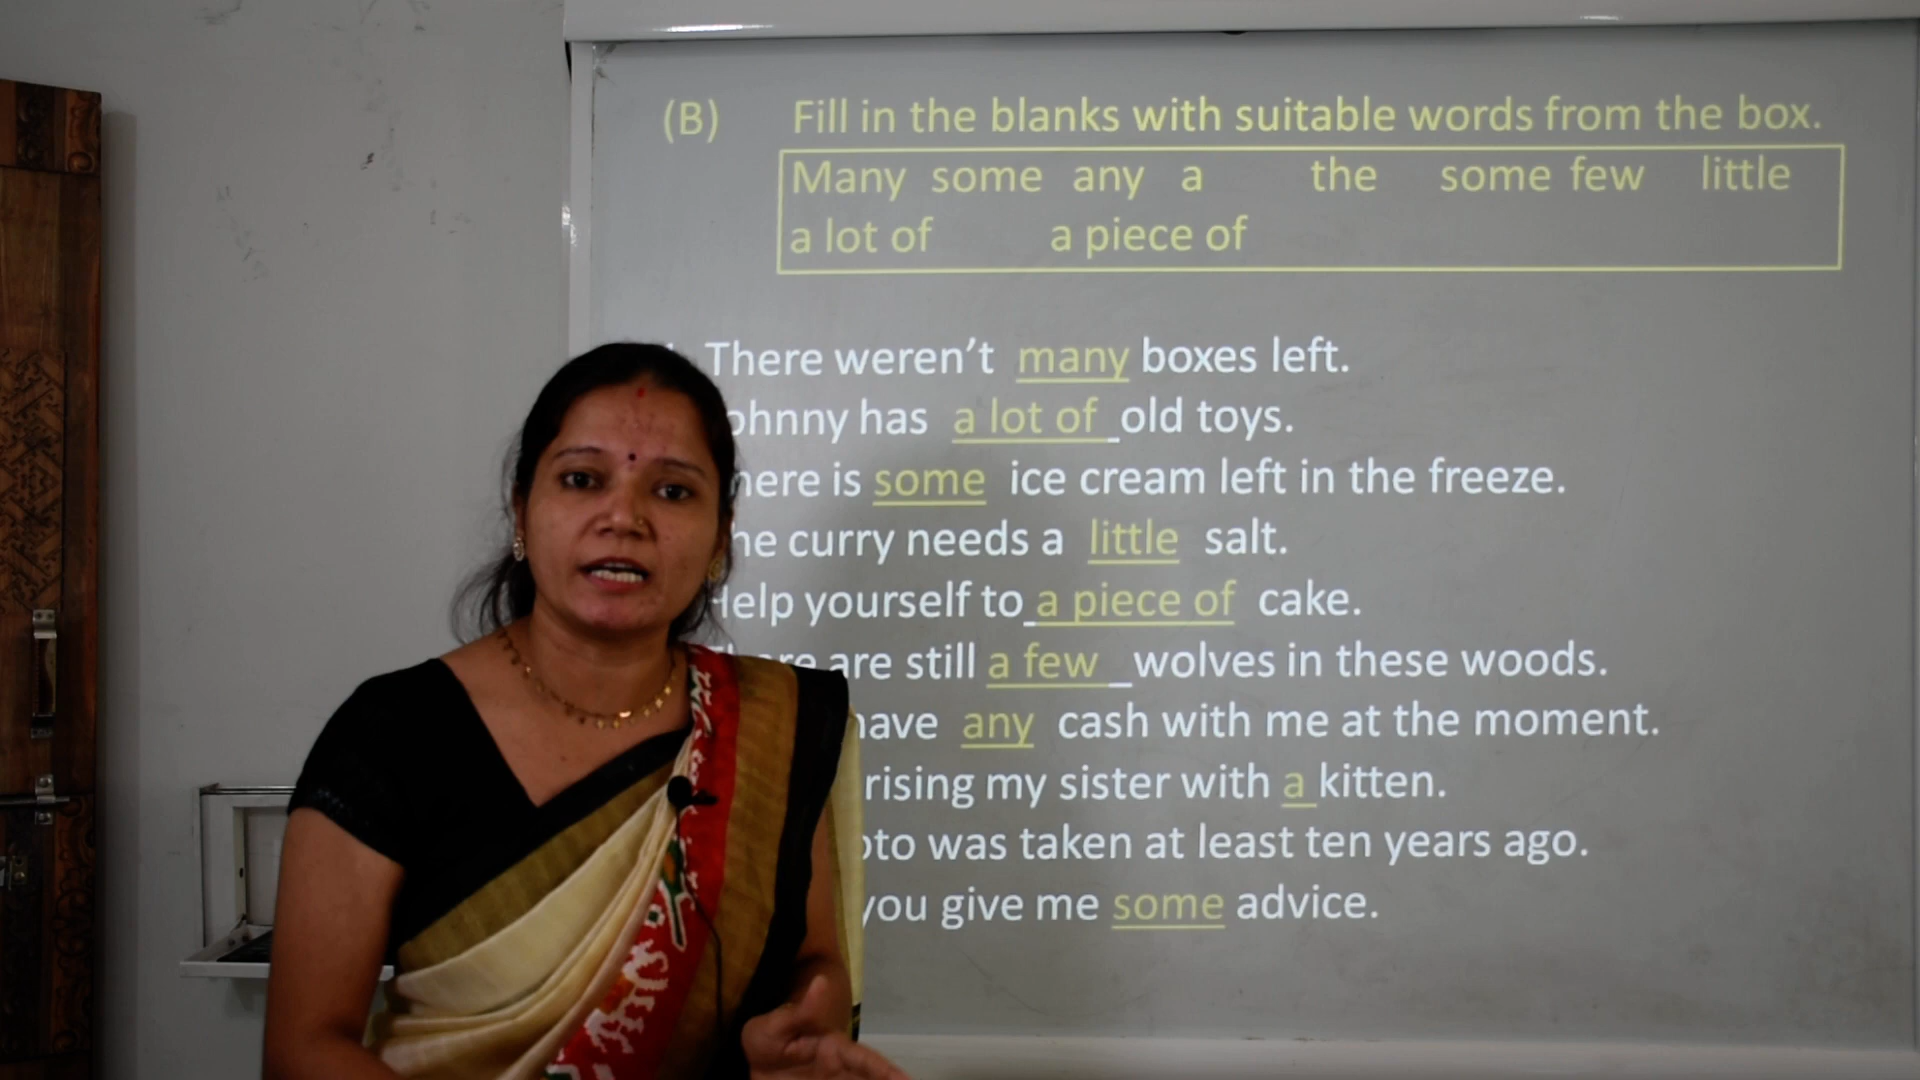 (B) Fill in the blanks with suitable words from the box.
Many some any a the some few little
a lot of a piece of
There weren't many boxes left.
ohnny has a lot of old toys.
here is some ice cream left in the freeze.
he curry needs a little salt.
Help yourself to a piece of cake.
There are still a few wolves in these woods.
have any cash with me at the moment.
rising my sister with a kitten.
oto was taken at least ten years ago.
you give me some advice.